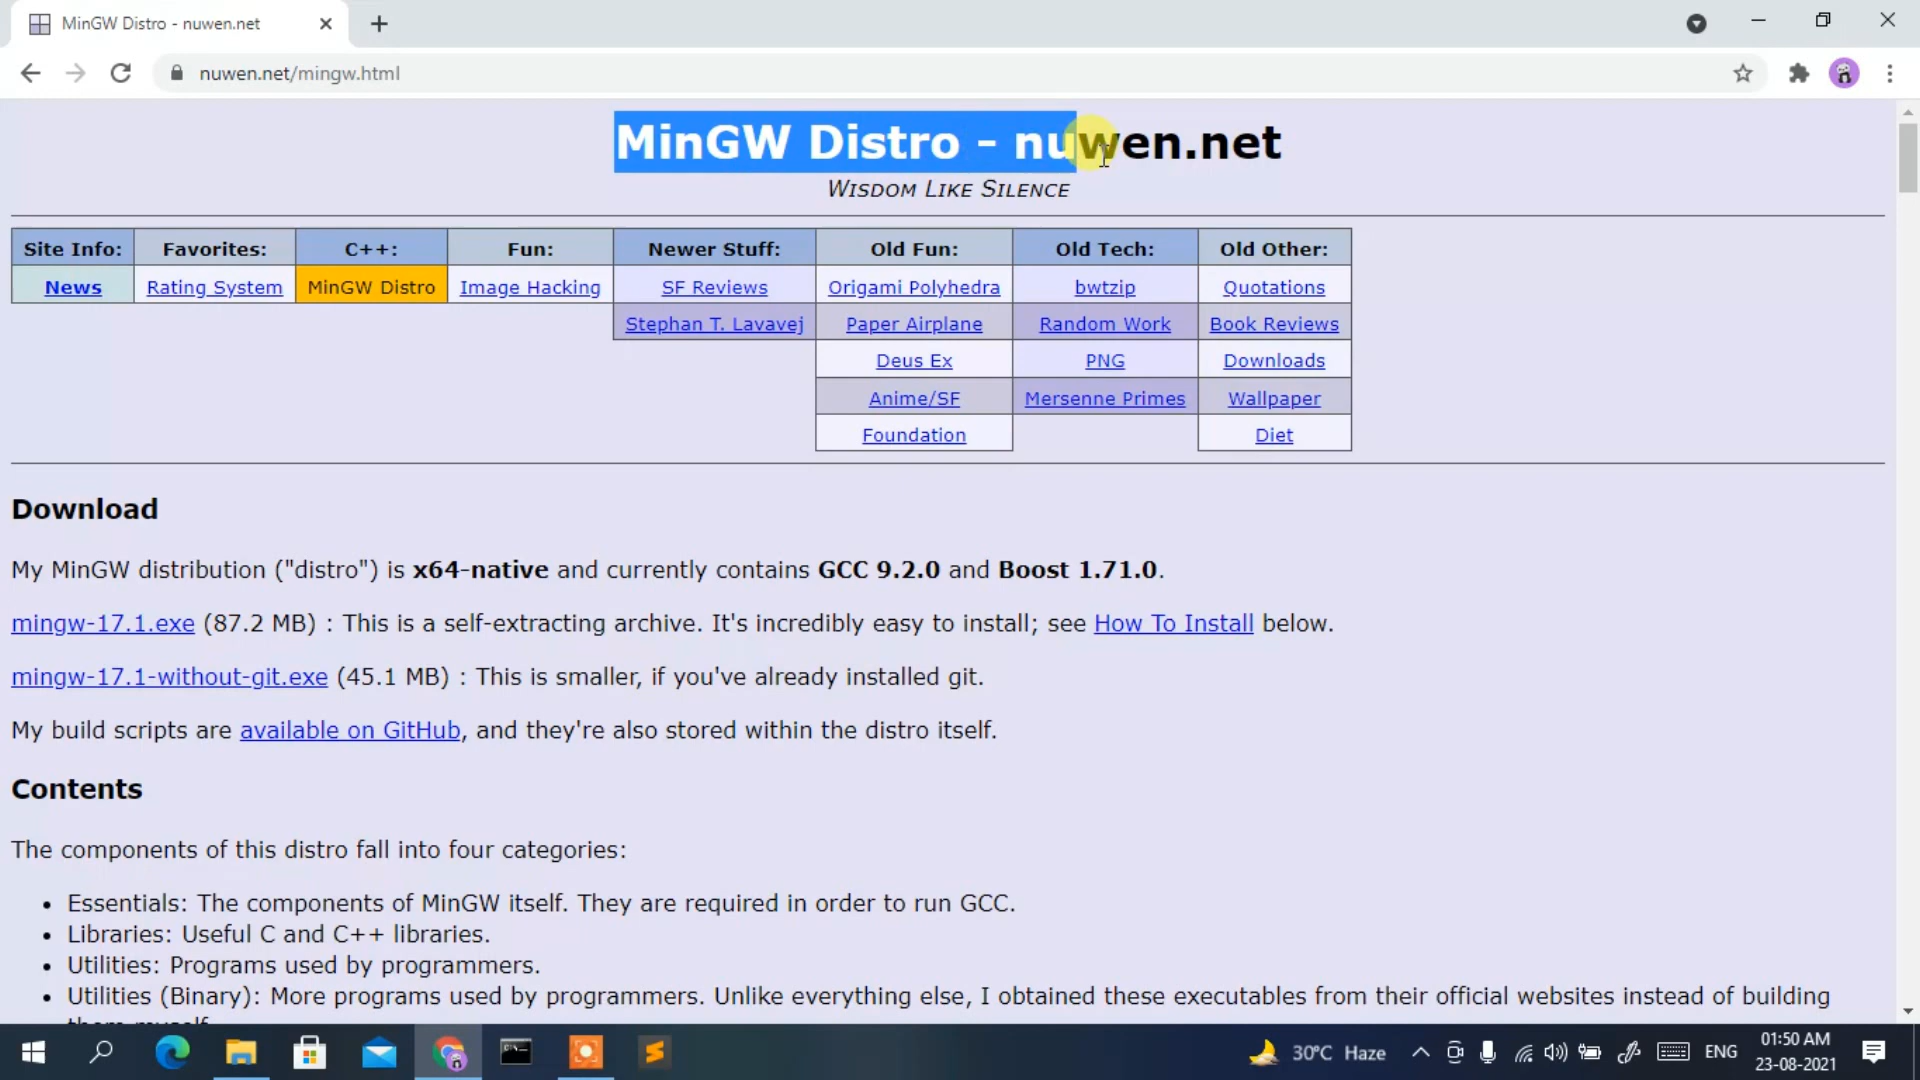 MinGW Distro - nuwen.net
nuwen.net/mingw.html
MinGW Distro - nuwen.net
WISDOM LIKE SILENCE
Site Info: Favorites: C++: Fun: Newer Stuff: Old Fun: Old Tech: Old Other:
News Rating System MinGW Distro Image Hacking SF Reviews Origami Polyhedra bwtzip Quotations
Stephan T. Lavavej Paper Airplane Random Work Book Reviews
Deus Ex PNG Downloads
Anime/SF Mersenne Primes Wallpaper
Foundation Diet
Download
My MinGW distribution ("distro") is x64-native and currently contains GCC 9.2.0 and Boost 1.71.0.
mingw-17.1.exe (87.2 MB) : This is a self-extracting archive. It's incredibly easy to install; see How To Install below.
mingw-17.1-without-git.exe (45.1 MB) : This is smaller, if you've already installed git.
My build scripts are available on GitHub, and they're also stored within the distro itself.
Contents
The components of this distro fall into four categories:
• Essentials: The components of MinGW itself. They are required in order to run GCC.
• Libraries: Useful C and C++ libraries.
• Utilities: Programs used by programmers.
• Utilities (Binary): More programs used by programmers. Unlike everything else, I obtained these executables from their official websites instead of building
30°C Haze
ENG
01:50 AM
23-08-2021